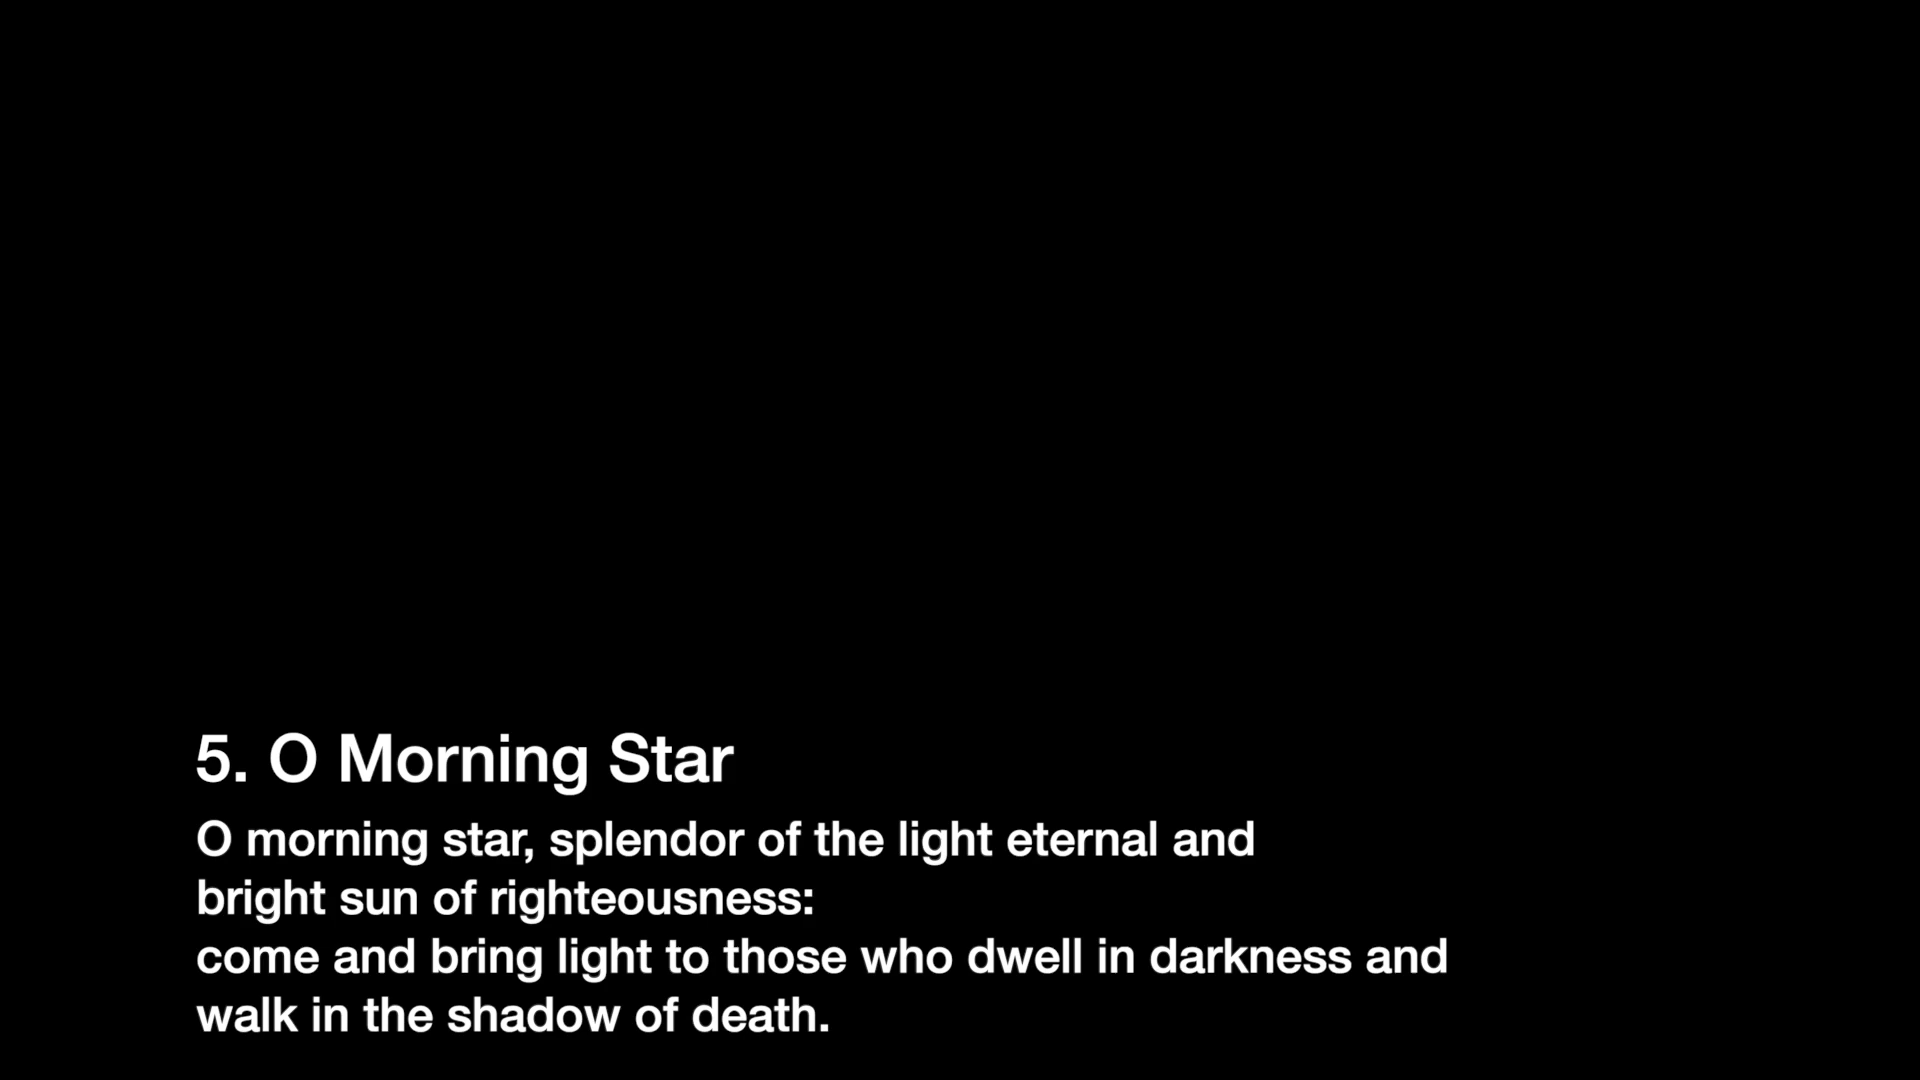 5. O Morning Star
O morning star, splendor of the light eternal and
bright sun of righteousness:
come and bring light to those who dwell in darkness and
walk in the shadow of death.